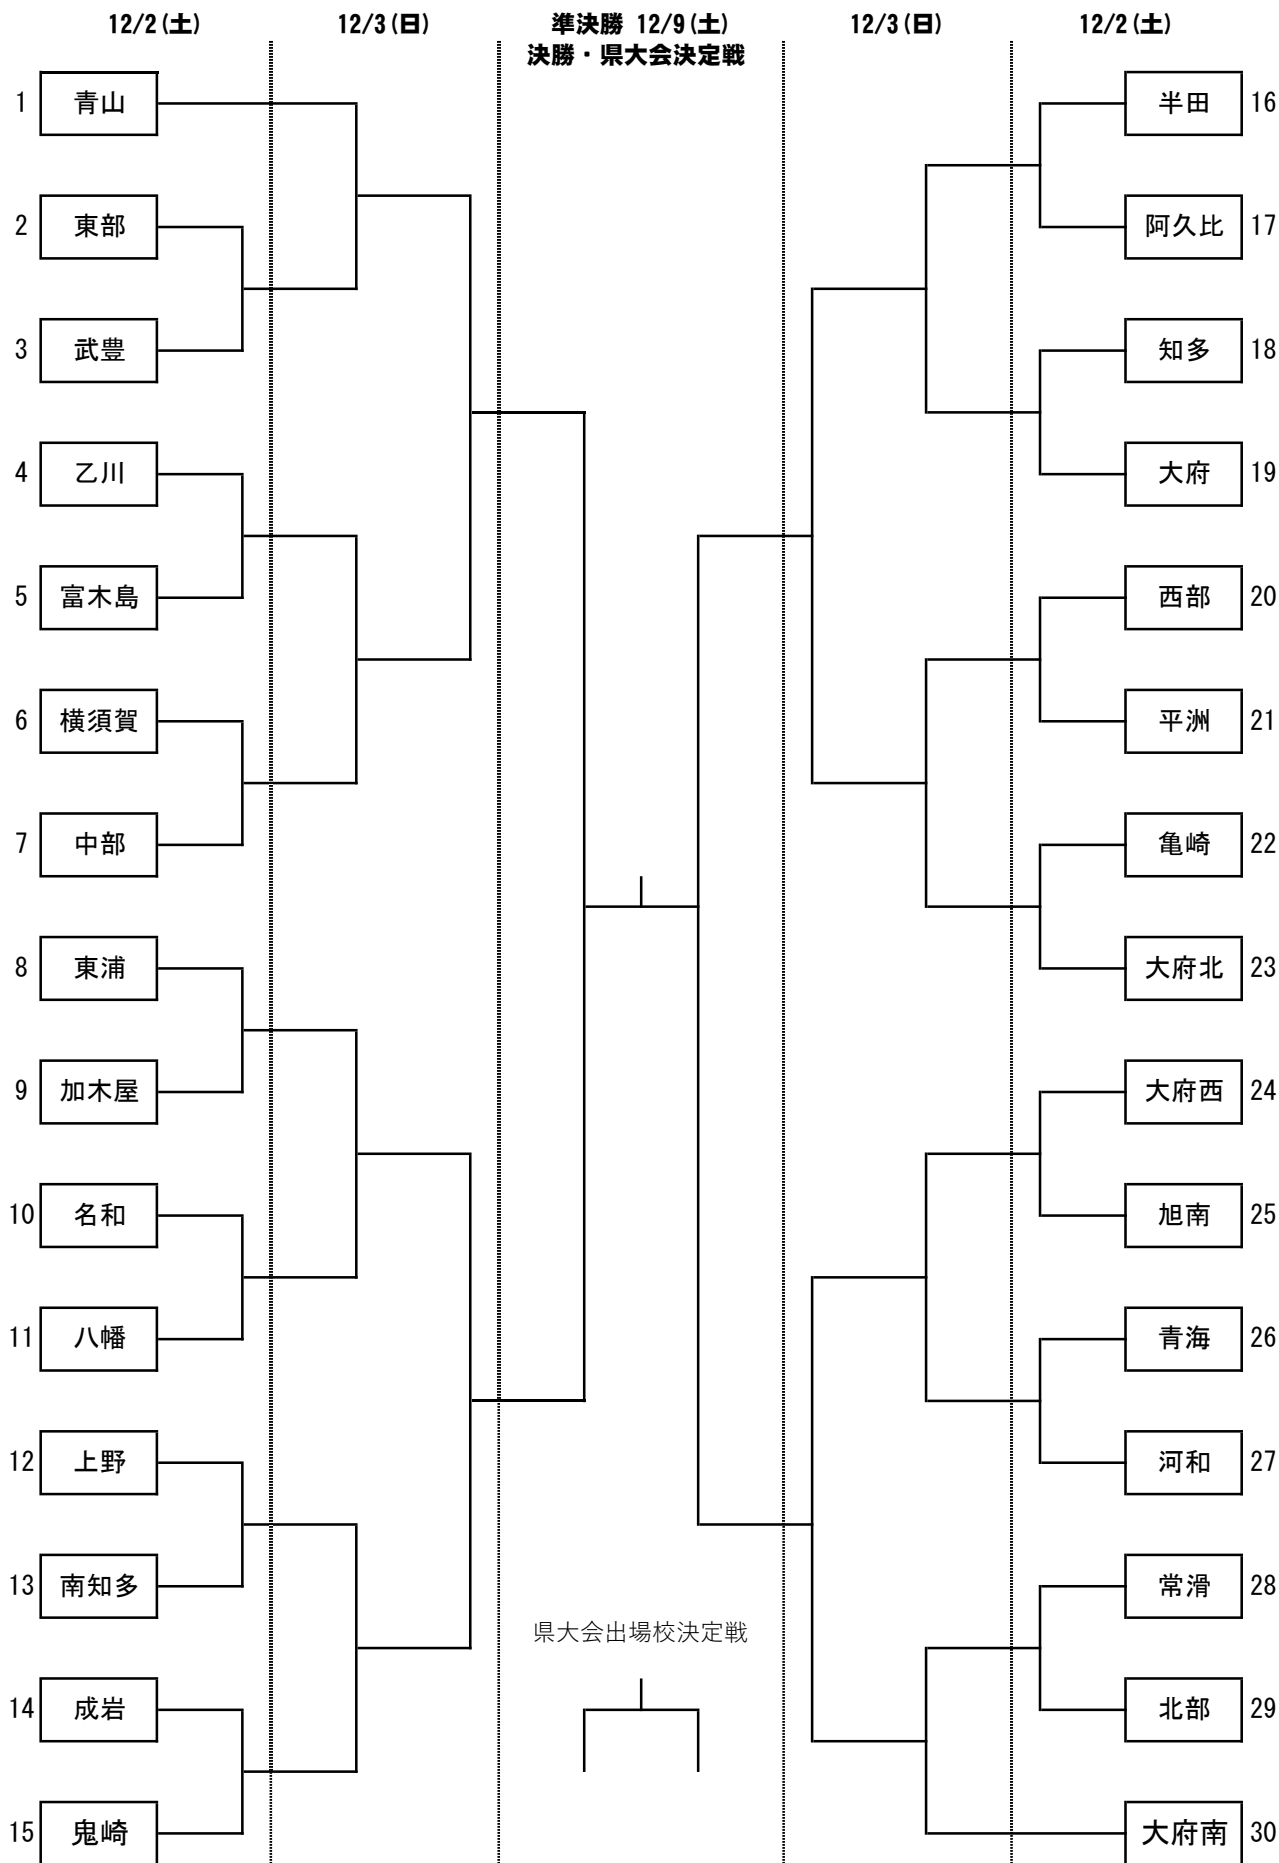 12/2(土) 12/3(日) 準決勝 12/9(土) 12/3(日) 12/2(土)
決勝・県大会決定戦
1 青山 半田 16
2 東部 阿久比 17
3 武豊 知多 18
4 乙川 大府 19
5 富木島 西部 20
6 横須賀 平洲 21
7 中部 亀崎 22
8 東浦 大府北 23
9 加木屋 大府西 24
10 名和 旭南 25
11 八幡 青海 26
12 上野 河和 27
13 南知多 常滑 28
県大会出場校決定戦
14 成岩 北部 29
15 鬼崎 大府南 30